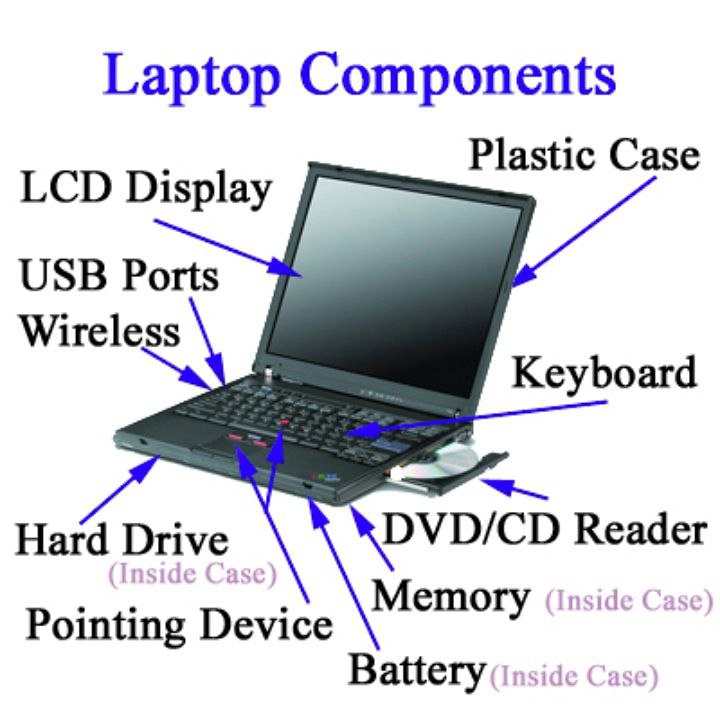 Laptop Components
Plastic Case
LCD Display
USB Ports
Wireless
Keyboard
Hard Drive
(Inside Case)
DVD/CD Reader
Memory (Inside Case)
Pointing Device
Battery (Inside Case)